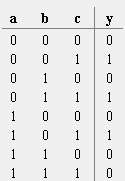 a b c y
0 0 0 0
0 0 1 1
0 1 0 0
0 1 1 1
1 0 0 0
1 0 1 1
1 1 0 0
1 1 1 0